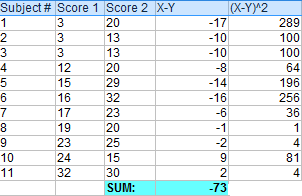 Subject # Score 1 Score 2 X-Y (X-Y)^2
1 3 20 -17 289
2 3 13 -10 100
3 3 13 -10 100
4 12 20 -8 64
5 15 29 -14 196
6 16 32 -16 256
7 17 23 -6 36
8 19 20 -1 1
9 23 25 -2 4
10 24 15 9 81
11 32 30 2 4
SUM: -73